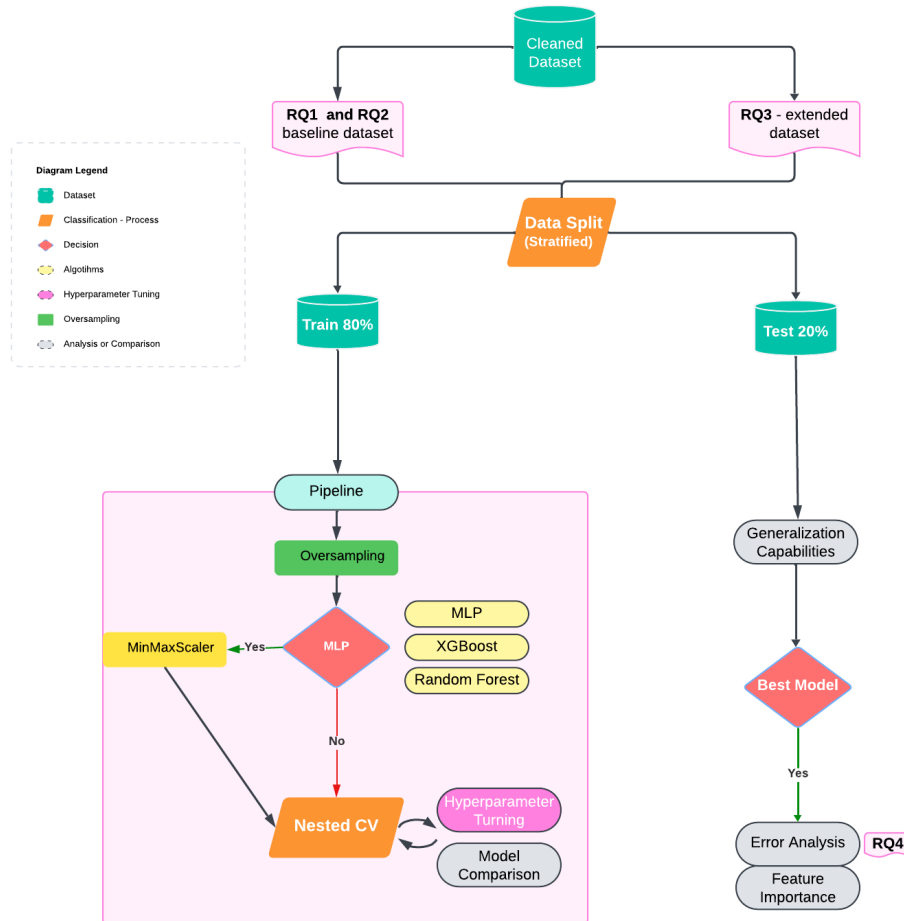 Cleaned
Dataset
RQ1 and RQ2
baseline dataset
RQ3 - extended
dataset
Diagram Legend
Dataset
Classification - Process
Decision
Algotihms
Hyperparameter Tuning
Oversampling
Analysis or Comparison
Data Split
(Stratified)
Train 80%
Test 20%
Pipeline
Oversampling
MLP
XGBoost
Random Forest
MLP
Yes
MinMaxScaler
No
Nested CV
Hyperparameter
Turning
Model
Comparison
Generalization
Capabilities
Best Model
Yes
Error Analysis
RQ4
Feature
Importance